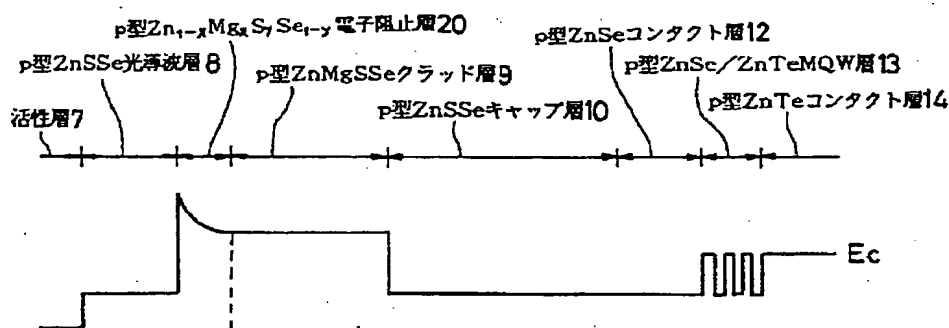 p型Zn₁₋ₓMgₓSᵧSe₁₋ᵧ電子阻止層20
p型ZnSeコンタクト層12
p型ZnSSe光導波層8
p型ZnMgSSeクラッド層9
p型ZnSe/ZnTeMQW層13
活性層7
p型ZnSSeキャップ層10
p型ZnTeコンタクト層14
Ec